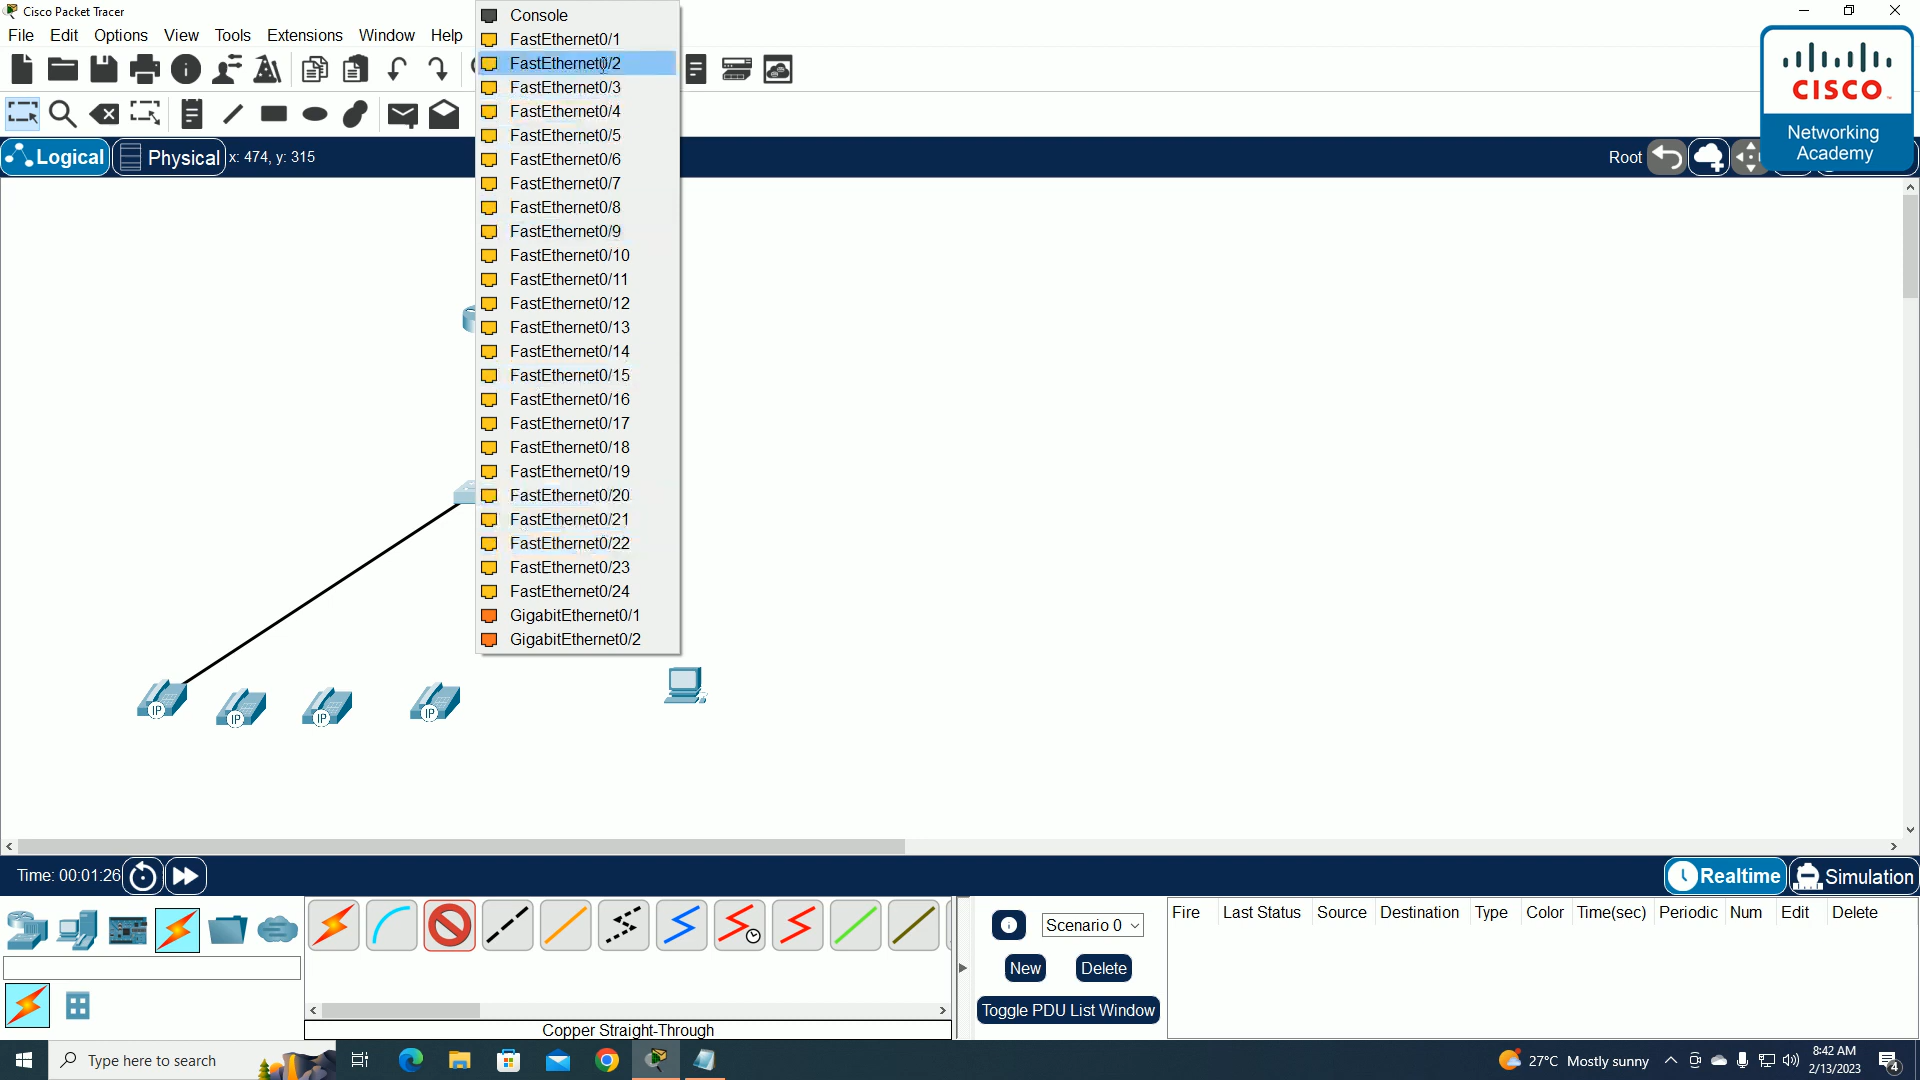 Cisco Packet Tracer
File Edit Options View Tools Extensions Window Help
Console
FastEthernet0/1
FastEthernet0/2
FastEthernet0/3
FastEthernet0/4
FastEthernet0/5
FastEthernet0/6
FastEthernet0/7
FastEthernet0/8
FastEthernet0/9
FastEthernet0/10
FastEthernet0/11
FastEthernet0/12
FastEthernet0/13
FastEthernet0/14
FastEthernet0/15
FastEthernet0/16
FastEthernet0/17
FastEthernet0/18
FastEthernet0/19
FastEthernet0/20
FastEthernet0/21
FastEthernet0/22
FastEthernet0/23
FastEthernet0/24
GigabitEthernet0/1
GigabitEthernet0/2
CISCO
Networking
Academy
Logical Physical x: 474, y: 315 Root
IP IP IP IP
Time: 00:01:26 Realtime Simulation
Scenario 0
New Delete
Toggle PDU List Window
Fire Last Status Source Destination Type Color Time(sec) Periodic Num Edit Delete
Copper Straight-Through
Type here to search
27°C Mostly sunny
8:42 AM
2/13/2023
4